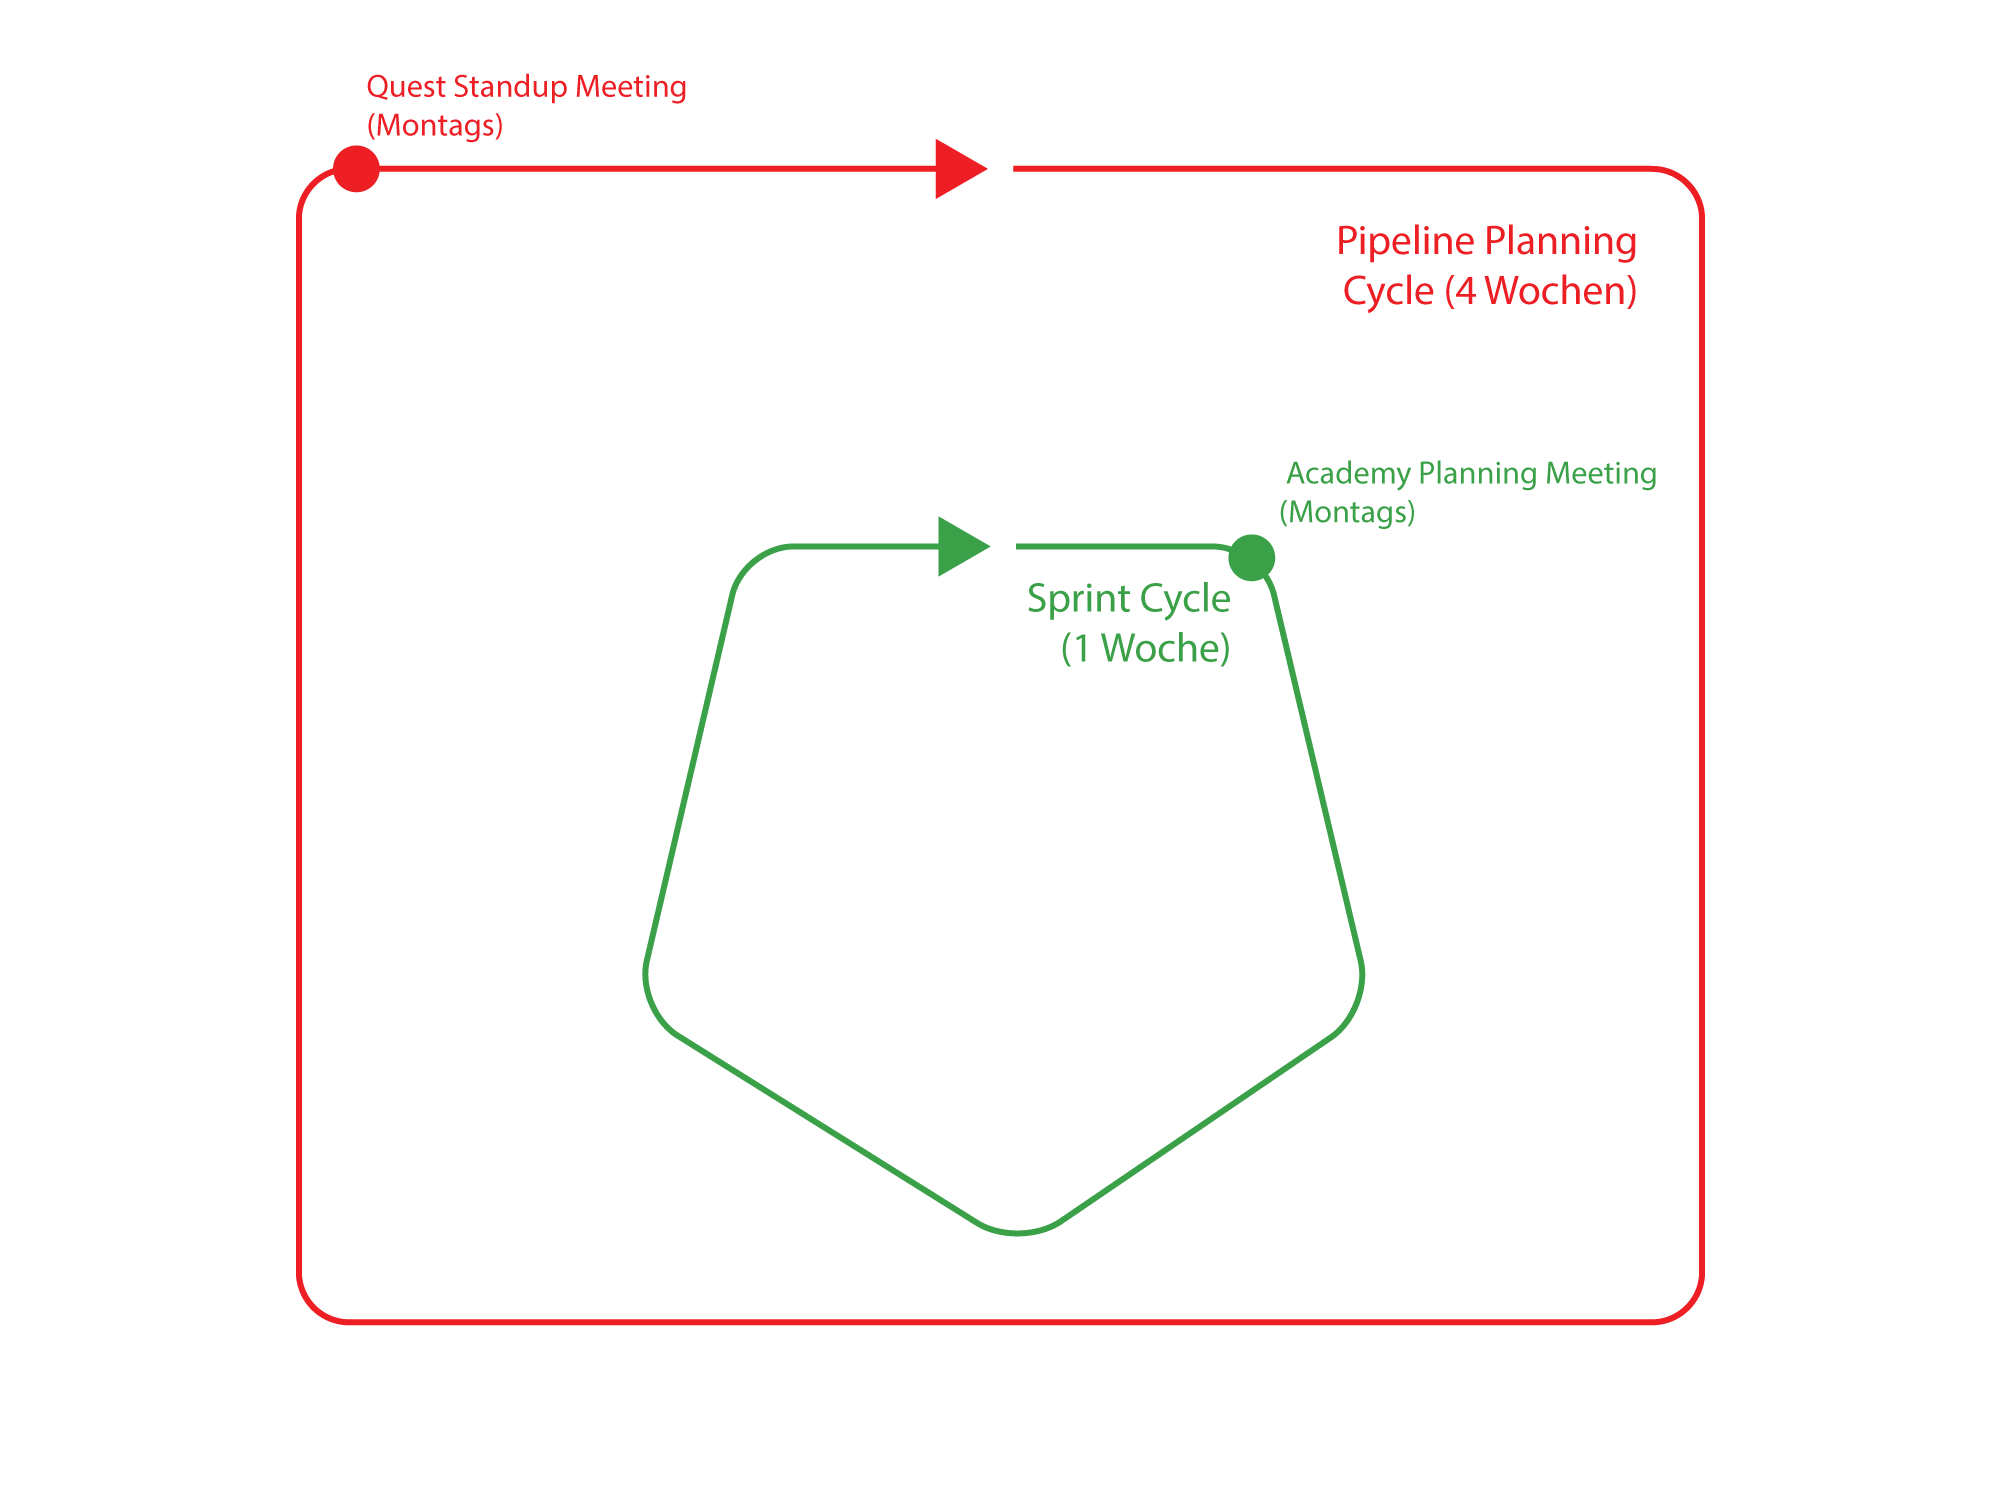 Quest Standup Meeting
(Montags)
Pipeline Planning
Cycle (4 Wochen)
Academy Planning Meeting
(Montags)
Sprint Cycle
(1 Woche)